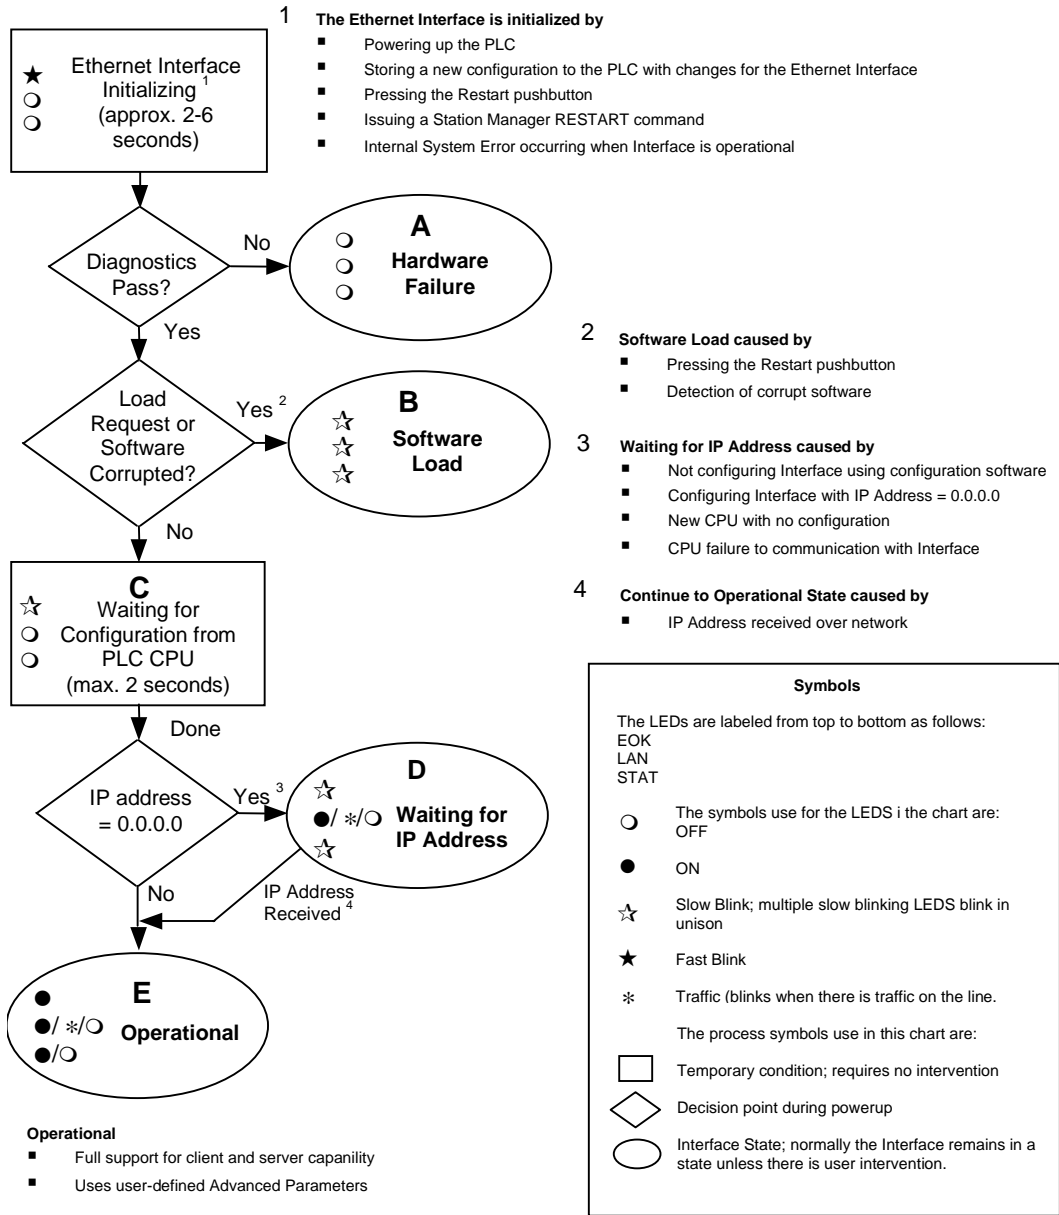 1 The Ethernet Interface is initialized by
■ Powering up the PLC
■ Storing a new configuration to the PLC with changes for the Ethernet Interface
■ Pressing the Restart pushbutton
■ Issuing a Station Manager RESTART command
■ Internal System Error occurring when Interface is operational
Ethernet Interface
Initializing 1
(approx. 2-6
seconds)
Diagnostics
Pass?
No
A
Hardware
Failure
Yes
Load
Request or
Software
Corrupted?
Yes 2
B
Software
Load
No
2 Software Load caused by
■ Pressing the Restart pushbutton
■ Detection of corrupt software
3 Waiting for IP Address caused by
■ Not configuring Interface using configuration software
■ Configuring Interface with IP Address = 0.0.0.0
■ New CPU with no configuration
■ CPU failure to communication with Interface
4 Continue to Operational State caused by
■ IP Address received over network
C
Waiting for
Configuration from
PLC CPU
(max. 2 seconds)
Done
IP address
= 0.0.0.0
Yes 3
D
●/ */○ Waiting for
IP Address
No
IP Address
Received 4
E
●/ */○ Operational
●/○
Operational
■ Full support for client and server capanility
■ Uses user-defined Advanced Parameters
Symbols
The LEDs are labeled from top to bottom as follows:
EOK
LAN
STAT
The symbols use for the LEDS i the chart are:
○ OFF
● ON
☆ Slow Blink; multiple slow blinking LEDS blink in
unison
★ Fast Blink
* Traffic (blinks when there is traffic on the line.
The process symbols use in this chart are:
Temporary condition; requires no intervention
Decision point during powerup
Interface State; normally the Interface remains in a
state unless there is user intervention.